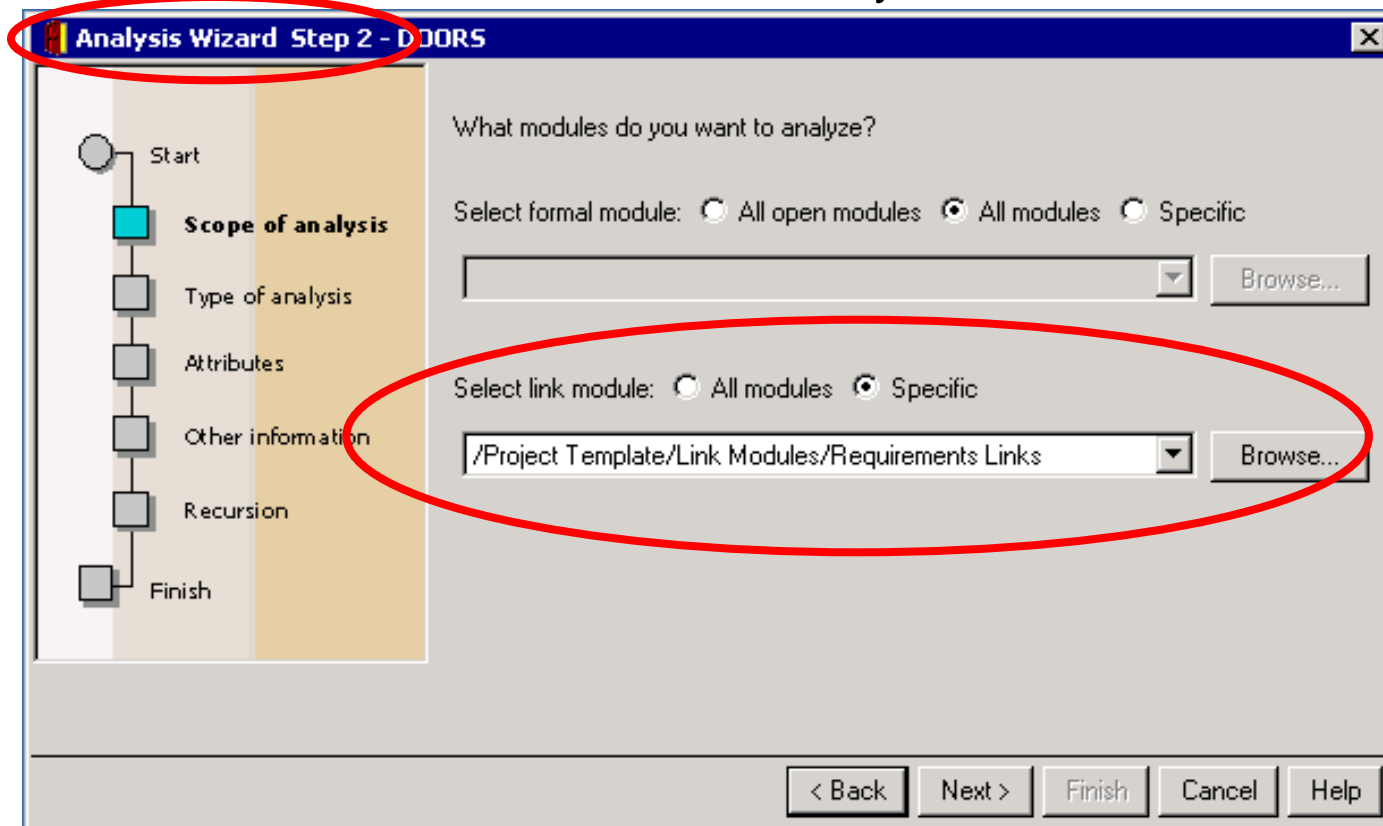 Analysis Wizard Step 2 - DOORS
Start
Scope of analysis
Type of analysis
Attributes
Other information
Recursion
Finish
What modules do you want to analyze?
Select formal module: All open modules All modules Specific
Browse...
Select link module: All modules Specific
/Project Template/Link Modules/Requirements Links Browse...
< Back Next > Finish Cancel Help